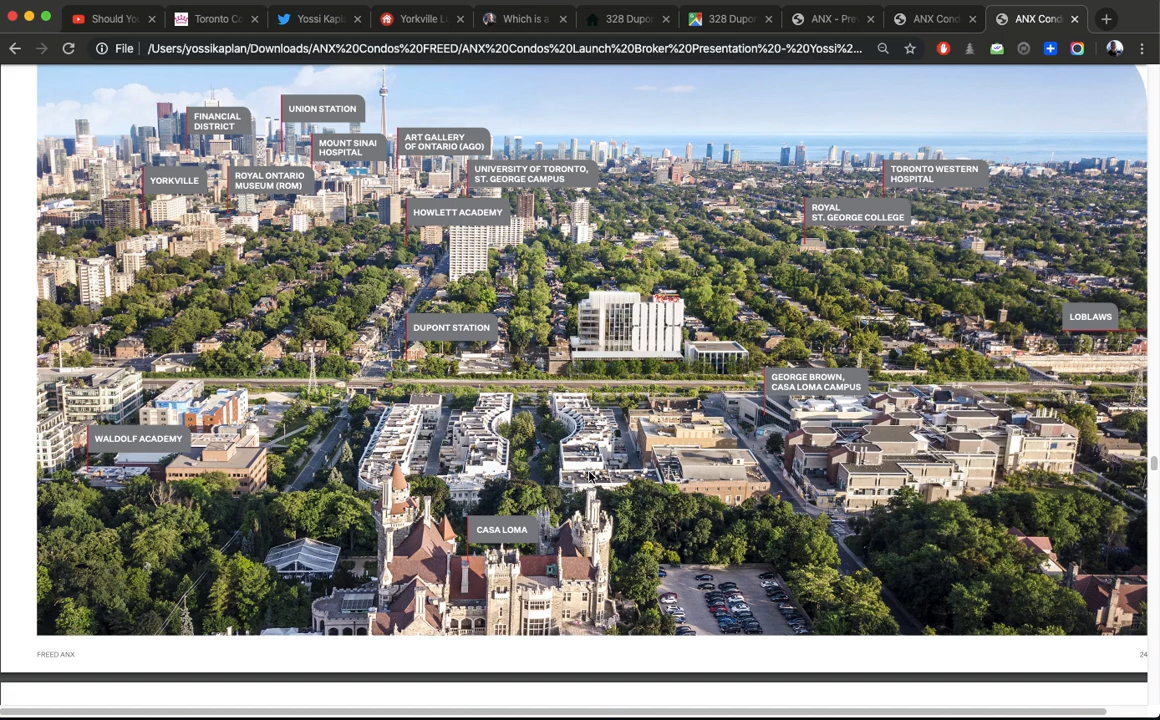 Should Yo
Toronto Co
Yossi Kapl
Yorkville L
Which is a
328 Dupo
328 Dupor
ANX - Pre
ANX Cond
ANX Cond
File
/Users/yossikaplan/Downloads/ANX%20Condos%20FREED/ANX%20Condos%20Launch%20Broker%20Presentation%20-%20Yossi%2...
FINANCIAL
DISTRICT
UNION STATION
MOUNT SINAI
HOSPITAL
ART GALLERY
OF ONTARIO (AGO)
YORKVILLE
ROYAL ONTARIO
MUSEUM (ROM)
UNIVERSITY OF TORONTO,
ST. GEORGE CAMPUS
TORONTO WESTERN
HOSPITAL
HOWLETT ACADEMY
ROYAL
ST. GEORGE COLLEGE
DUPONT STATION
LOBLAWS
GEORGE BROWN,
CASA LOMA CAMPUS
WALDOLF ACADEMY
CASA LOMA
FREED ANX
24